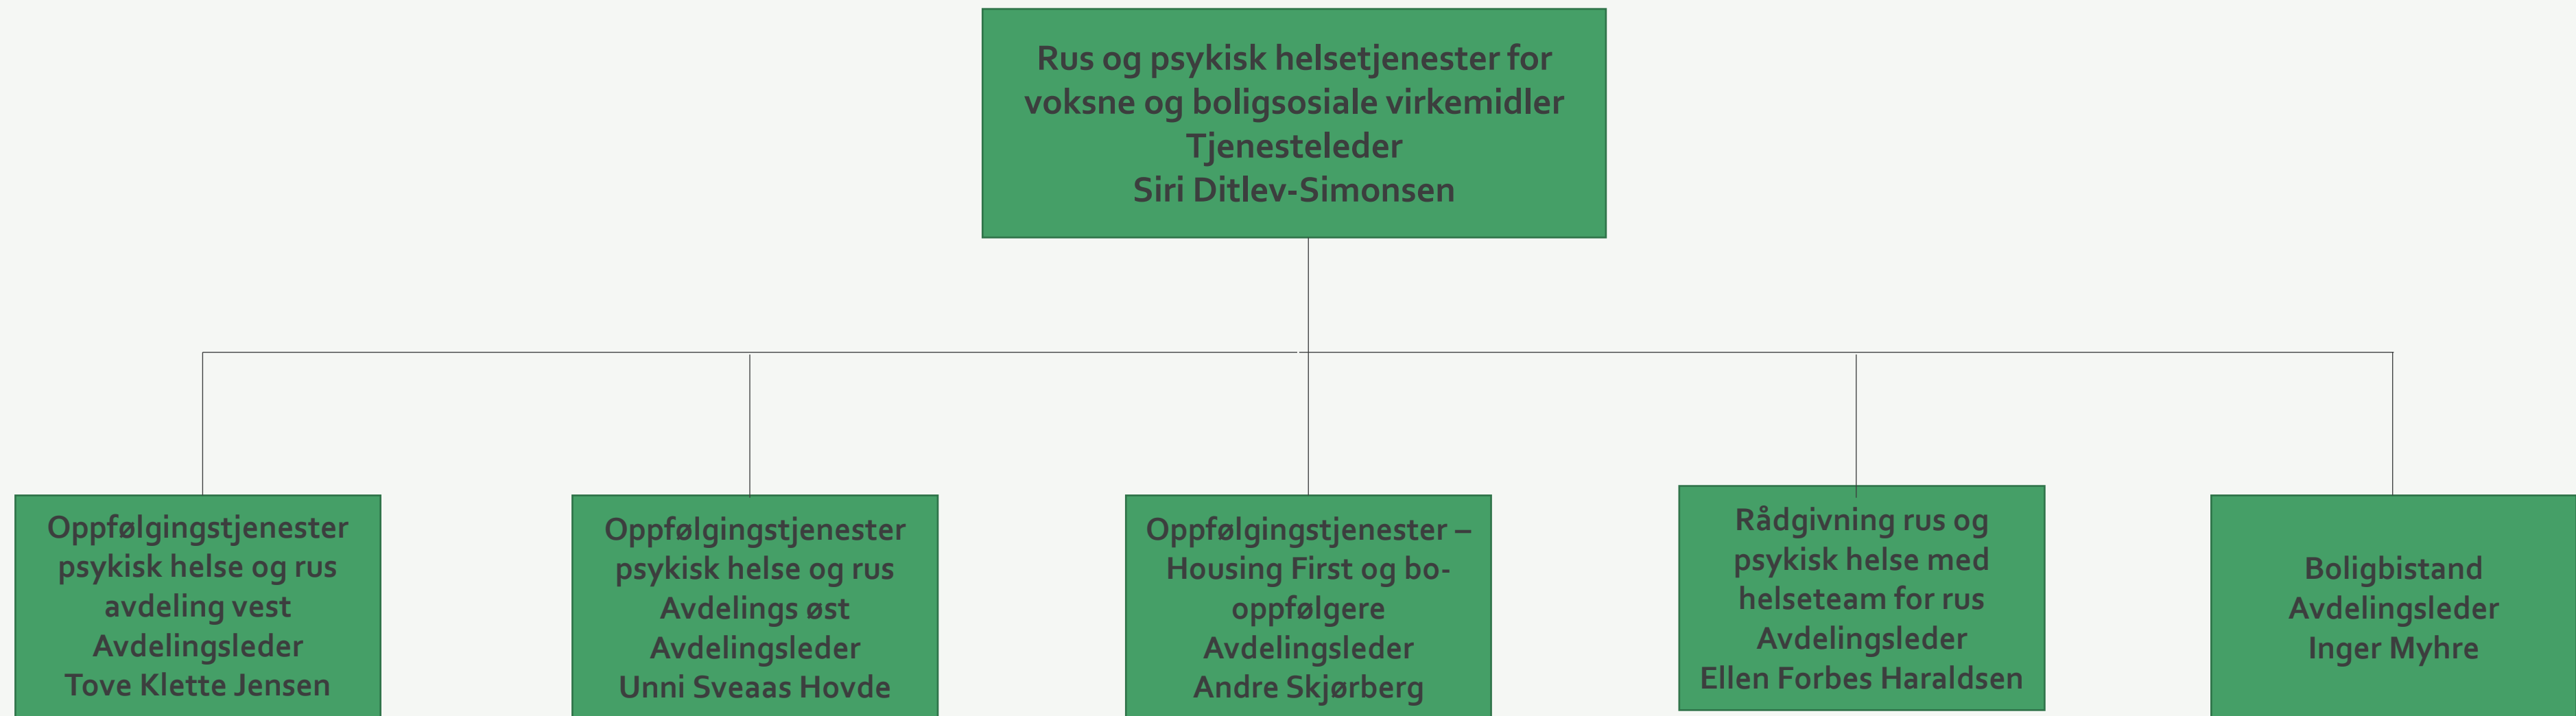 Rus og psykisk helsetjenester for
voksne og boligsosiale virkemidler
Tjenesteleder
Siri Ditlev-Simonsen
Oppfølgingstjenester
psykisk helse og rus
avdeling vest
Avdelingsleder
Tove Klette Jensen
Oppfølgingstjenester
psykisk helse og rus
Avdelings øst
Avdelingsleder
Unni Sveaas Hovde
Oppfølgingstjenester –
Housing First og bo-
oppfølgere
Avdelingsleder
Andre Skjørberg
Rådgivning rus og
psykisk helse med
helseteam for rus
Avdelingsleder
Ellen Forbes Haraldsen
Boligbistand
Avdelingsleder
Inger Myhre